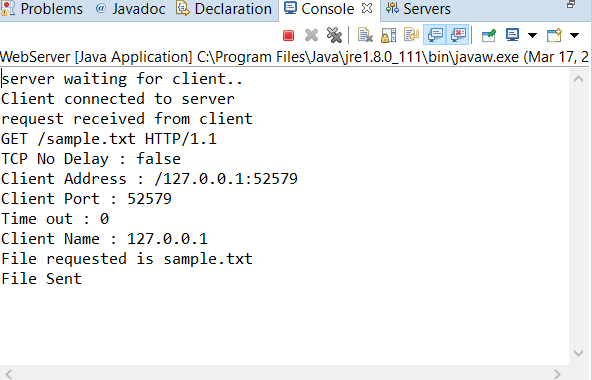 Problems @ Javadoc Declaration Console Servers
WebServer [Java Application] C:\Program Files\Java\jre1.8.0_111\bin\javaw.exe (Mar 17, 2
server waiting for client..
Client connected to server
request received from client
GET /sample.txt HTTP/1.1
TCP No Delay : false
Client Address : /127.0.0.1:52579
Client Port : 52579
Time out : 0
Client Name : 127.0.0.1
File requested is sample.txt
File Sent